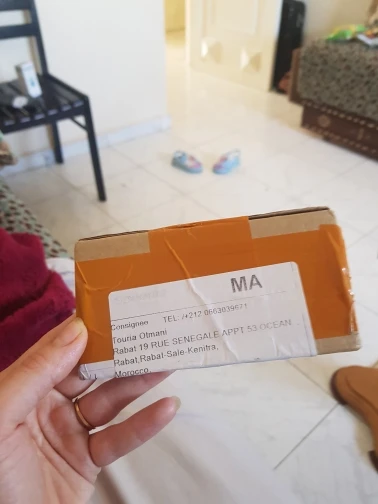 MA
Consignee TEL:/+212 0663039671
Touria Otmani
Rabat 19 RUE SENEGALE APPT 53 OCEAN
Rabat,Rabat-Sale-Kenitra,
Morocco